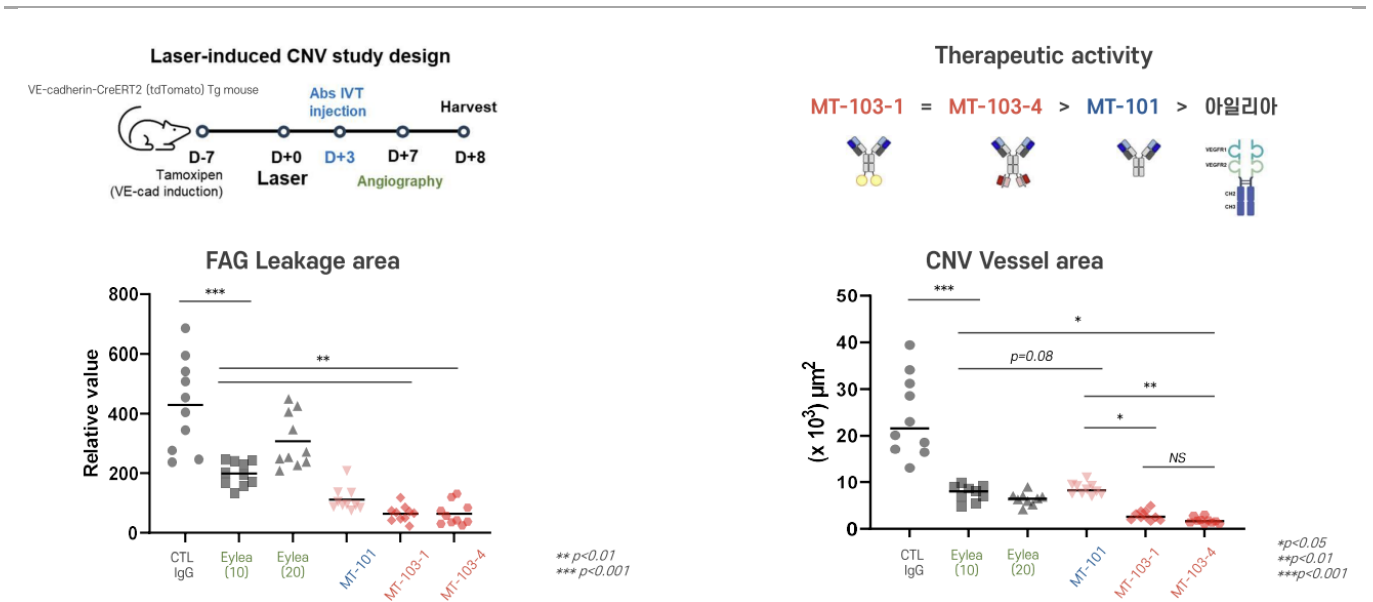 Laser-induced CNV study design
VE-cadherin-CreERT2 (tdTomato) Tg mouse
Abs IVT
injection
Harvest
D-7
D+0
D+3
D+7
D+8
Tamoxipen
(VE-cad induction)
Laser
Angiography
Therapeutic activity
MT-103-1 = MT-103-4 > MT-101 > 아일리아
VEGFR1
VEGFR2
CH2
CH3
FAG Leakage area
Relative value
800
600
400
200
0
***
**
CTL
IgG
Eylea
(10)
Eylea
(20)
MT-101
MT-103-1
MT-103-4
** p<0.01
*** p<0.001
CNV Vessel area
(x 10³) µm²
50
40
30
20
10
0
***
*
p=0.08
**
*
NS
CTL
IgG
Eylea
(10)
Eylea
(20)
MT-101
MT-103-1
MT-103-4
*p<0.05
**p<0.01
***p<0.001